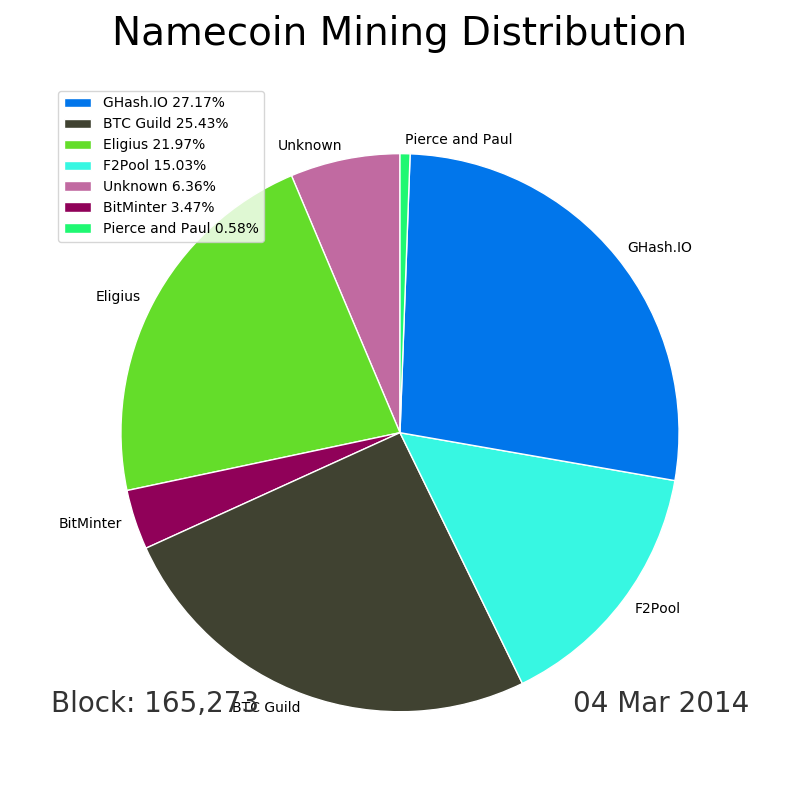 Namecoin Mining Distribution
GHash.IO 27.17%
BTC Guild 25.43%
Eligius 21.97%
F2Pool 15.03%
Unknown 6.36%
BitMinter 3.47%
Pierce and Paul 0.58%
Unknown
Pierce and Paul
GHash.IO
Eligius
BitMinter
F2Pool
BTC Guild
Block: 165,273
04 Mar 2014